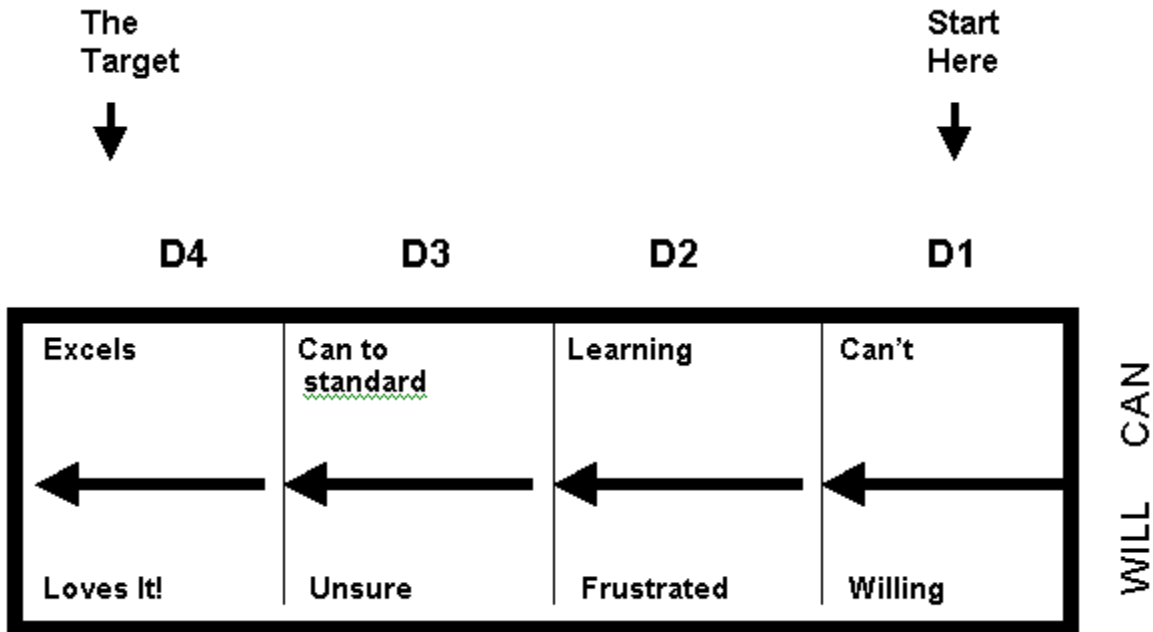 The
Target
Start
Here
D4
D3
D2
D1
Excels
Can to
standard
Learning
Can't
Loves It!
Unsure
Frustrated
Willing
CAN
WILL